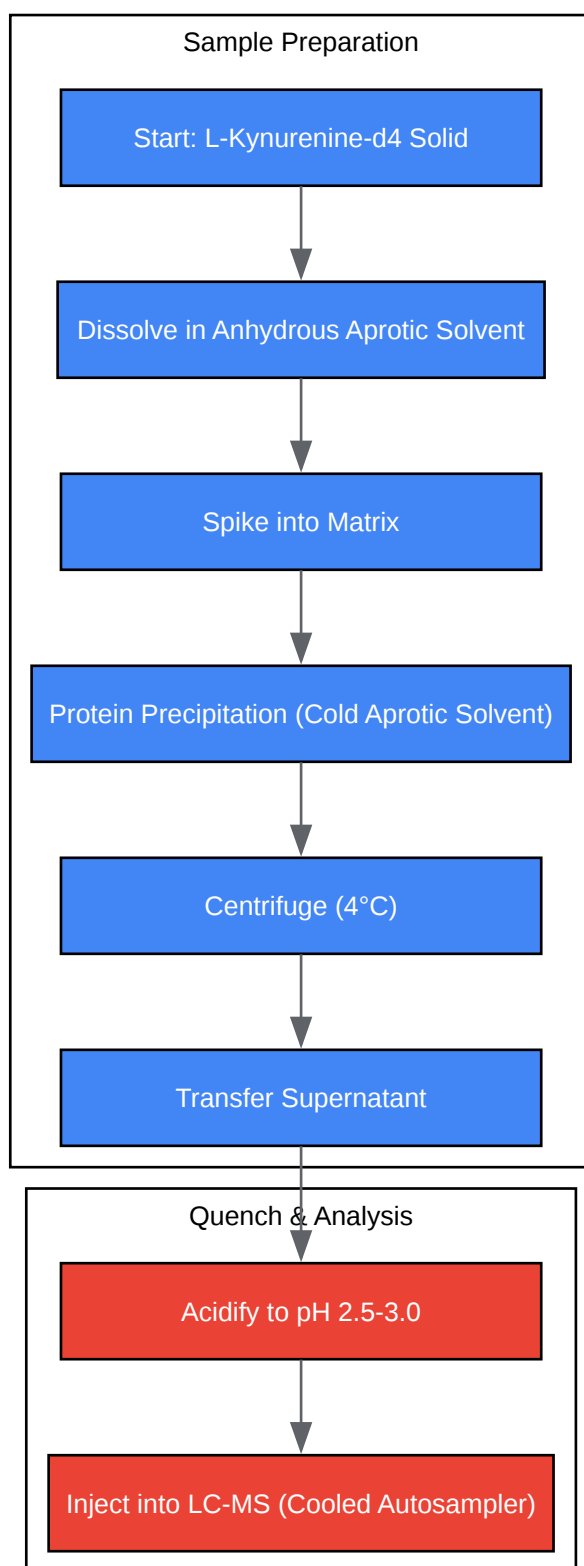 Sample Preparation
Start: L-Kynurenine-d4 Solid
Dissolve in Anhydrous Aprotic Solvent
Spike into Matrix
Protein Precipitation (Cold Aprotic Solvent)
Centrifuge (4°C)
Transfer Supernatant
Quench & Analysis
Acidify to pH 2.5-3.0
Inject into LC-MS (Cooled Autosampler)